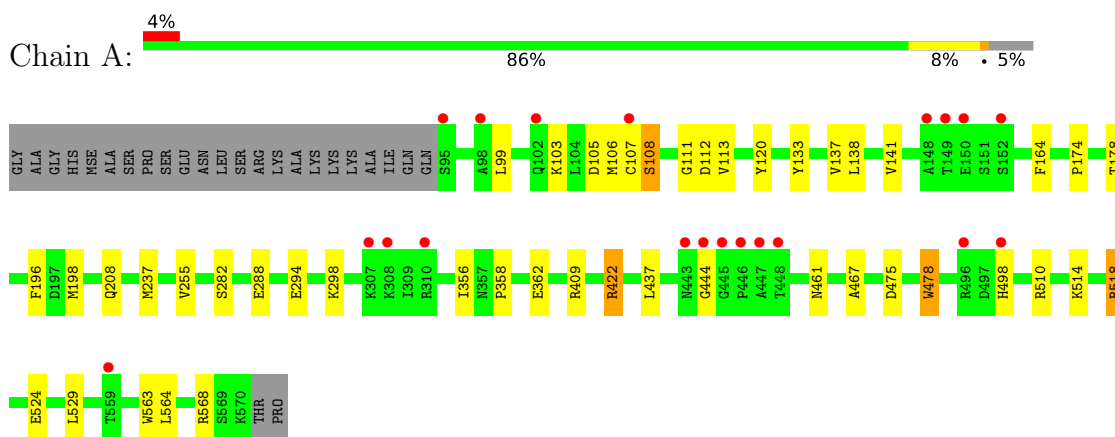 4%
Chain A:
86% 8% • 5%
GLY ALA GLY HIS MSE ALA SER PRO SER GLU ASN LEU SER ARG LYS ALA LYS LYS LYS ALA ILE GLN GLN S95 A98 L99 Q102 K103 L104 D105 M106 C107 S108 G111 D112 V113 Y120 Y133 V137 L138 V141 A148 T149 E150 S151 S152 F164 P174 T178
F196 D197 M198 Q208 M237 V255 S282 E288 E294 K298 K307 K308 I309 R310 I356 N357 P358 E362 R409 R422 L437 N443 G444 G445 P446 A447 T448 N461 A467 D475 W478 R496 D497 H498 R510 K514
E524 L529 T559 W563 L564 R568 S569 K570 THR PRO